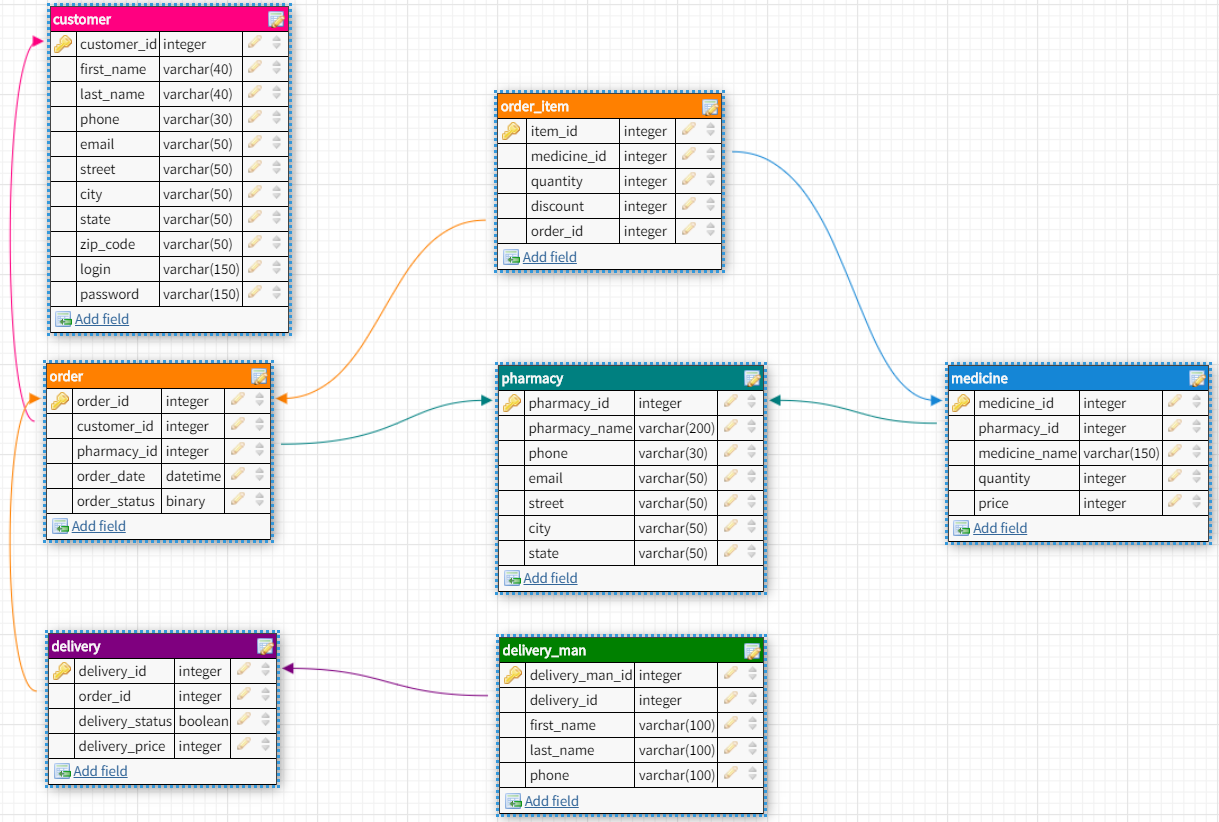 customer
customer_id integer
first_name varchar(40)
last_name varchar(40)
phone varchar(30)
email varchar(50)
street varchar(50)
city varchar(50)
state varchar(50)
zip_code varchar(50)
login varchar(150)
password varchar(150)
Add field
order_item
item_id integer
medicine_id integer
quantity integer
discount integer
order_id integer
Add field
order
order_id integer
customer_id integer
pharmacy_id integer
order_date datetime
order_status binary
Add field
pharmacy
pharmacy_id integer
pharmacy_name varchar(200)
phone varchar(30)
email varchar(50)
street varchar(50)
city varchar(50)
state varchar(50)
Add field
medicine
medicine_id integer
pharmacy_id integer
medicine_name varchar(150)
quantity integer
price integer
Add field
delivery
delivery_id integer
order_id integer
delivery_status boolean
delivery_price integer
Add field
delivery_man
delivery_man_id integer
delivery_id integer
first_name varchar(100)
last_name varchar(100)
phone varchar(100)
Add field